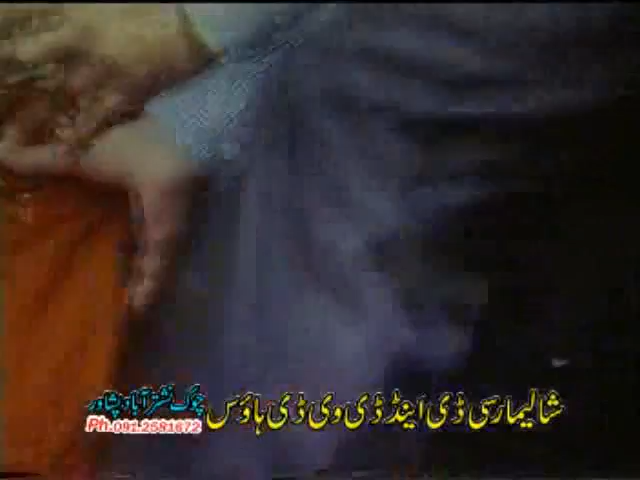 شالیمار سی ڈی اینڈ ڈی وی ڈی ہاؤس
چوک نشتر آباد پشاور
Ph.091.2581672